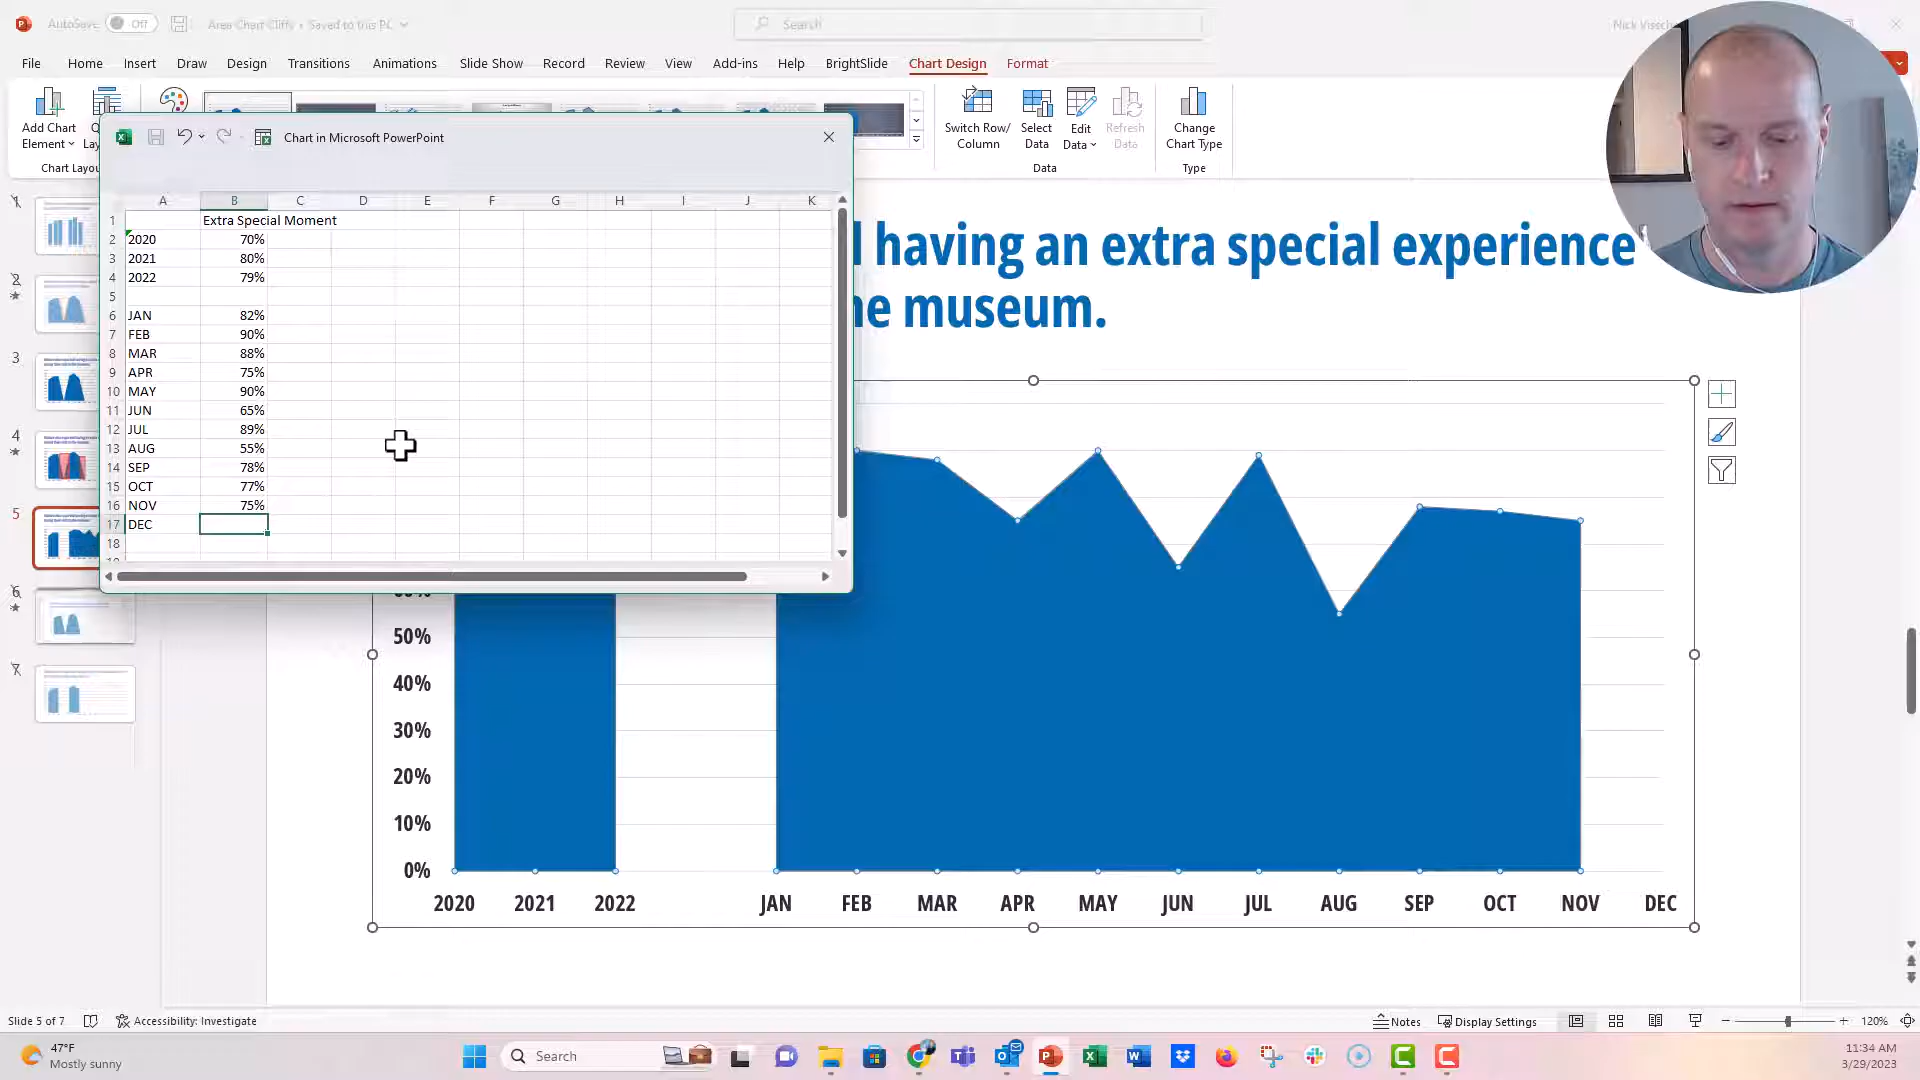 AutoSave Off Area Chart Cliffs • Saved to this PC Search
File Home Insert Draw Design Transitions Animations Slide Show Record Review View Add-ins Help BrightSlide Chart Design Format
Add Chart Element
Chart in Microsoft PowerPoint
Switch Row/ Column
Select Data
Edit Data
Refresh Data
Change Chart Type
Data
Type
A B C D E F G H I J K
1 Extra Special Moment
2 2020 70%
3 2021 80%
4 2022 79%
5
6 JAN 82%
7 FEB 90%
8 MAR 88%
9 APR 75%
10 MAY 90%
11 JUN 65%
12 JUL 89%
13 AUG 55%
14 SEP 78%
15 OCT 77%
16 NOV 75%
17 DEC
18
having an extra special experience
museum.
1
2
3
4
5
6
7
50%
40%
30%
20%
10%
0%
2020 2021 2022 JAN FEB MAR APR MAY JUN JUL AUG SEP OCT NOV DEC
Slide 5 of 7 Accessibility: Investigate Notes Display Settings 120%
47°F
Mostly sunny
Search
11:34 AM
3/29/2023